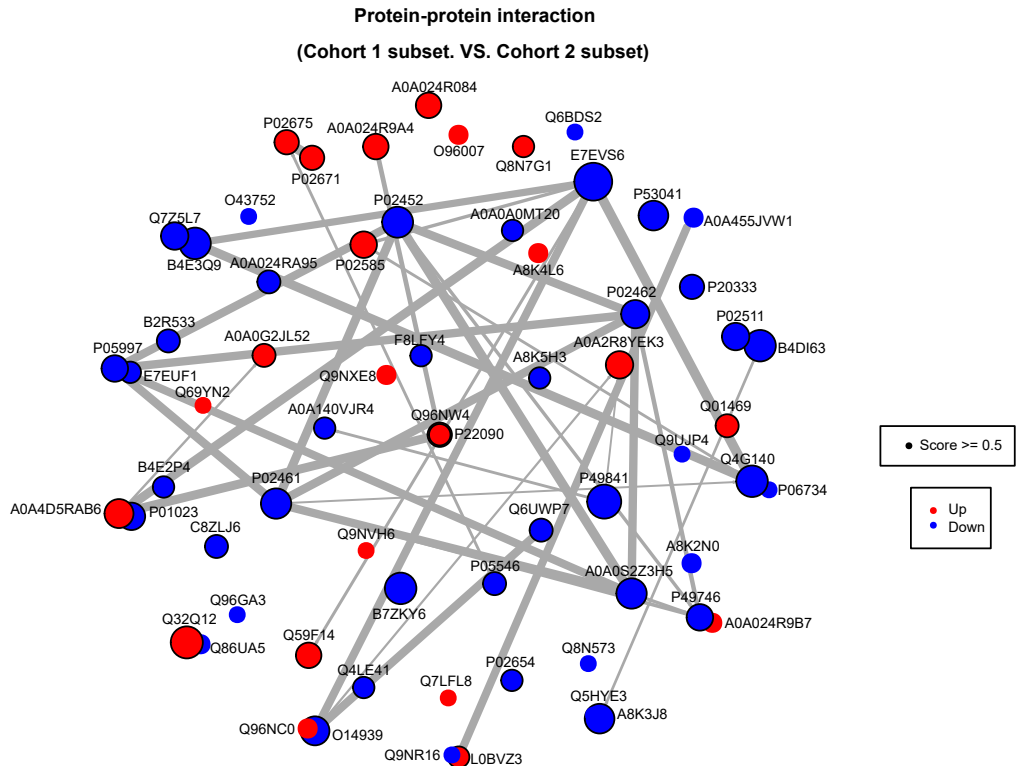 Protein-protein interaction
(Cohort 1 subset. VS. Cohort 2 subset)
A0A024R084
P02675
A0A024R9A4
O96007
Q6BDS2
Q8N7G1
P02671
E7EVS6
O43752
P02452
P53041
Q7Z5L7
A0A0A0MT20
A0A455JVW1
B4E3Q9
A0A024RA95
P02585
A8K4L6
P02462
P20333
P02511
B2R533
A0A0G2JL52
F8LFY4
A0A2R8YEK3
B4DI63
P05997
E7EUF1
Q9NXE8
A8K5H3
Q69YN2
Q01469
A0A140VJR4
Q96NW4
P22090
Q9UJP4
Q4G140
B4E2P4
P02461
P49841
P06734
A0A4D5RAB6
P01023
Q6UWP7
C8ZLJ6
Q9NVH6
A8K2N0
P05546
A0A0S2Z3H5
Q96GA3
B7ZKY6
P49746
A0A024R9B7
Q32Q12
Q86UA5
Q59F14
Q8N573
Q4LE41
P02654
Q7LFL8
Q5HYE3
A8K3J8
Q96NC0
O14939
Q9NR16
L0BVZ3
Score >= 0.5
Up
Down